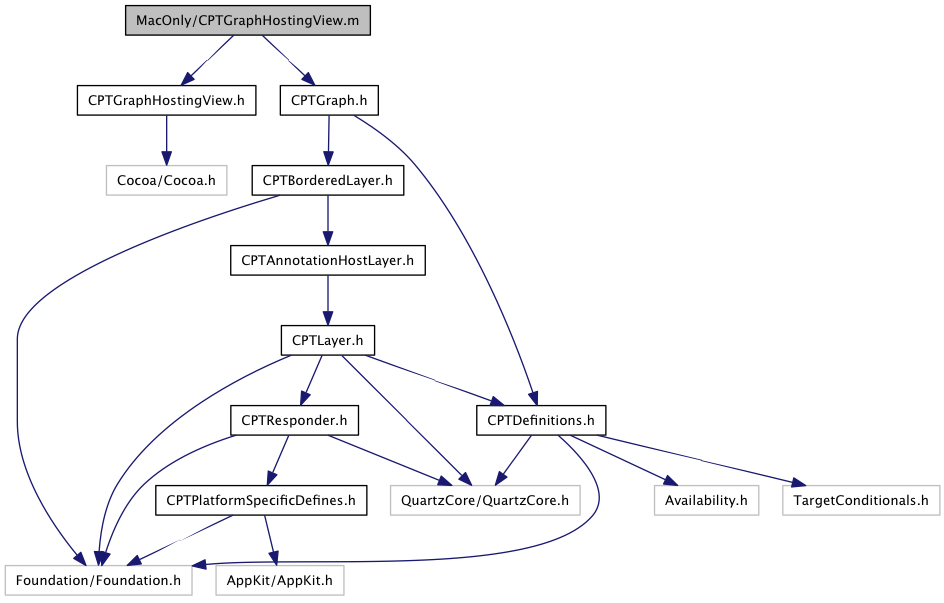 MacOnly/CPTGraphHostingView.m
CPTGraphHostingView.h
CPTGraph.h
Cocoa/Cocoa.h
CPTBorderedLayer.h
CPTAnnotationHostLayer.h
CPTLayer.h
CPTResponder.h
CPTDefinitions.h
CPTPlatformSpecificDefines.h
QuartzCore/QuartzCore.h
Availability.h
TargetConditionals.h
Foundation/Foundation.h
AppKit/AppKit.h